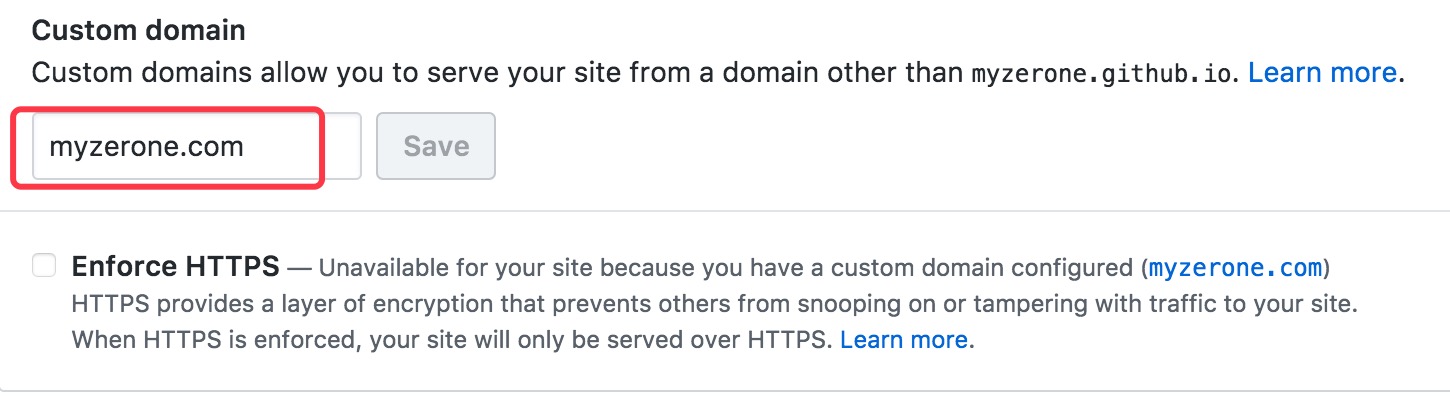 Custom domain
Custom domains allow you to serve your site from a domain other than myzerone.github.io. Learn more.
myzerone.com Save
Enforce HTTPS — Unavailable for your site because you have a custom domain configured (myzerone.com)
HTTPS provides a layer of encryption that prevents others from snooping on or tampering with traffic to your site.
When HTTPS is enforced, your site will only be served over HTTPS. Learn more.